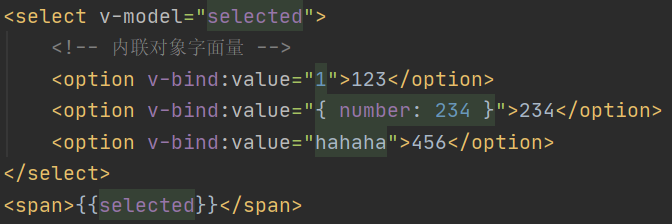 <select v-model="selected">
<!-- 内联对象字面量 -->
<option v-bind:value="1">123</option>
<option v-bind:value="{ number: 234 }">234</option>
<option v-bind:value="hahaha">456</option>
</select>
<span>{{selected}}</span>